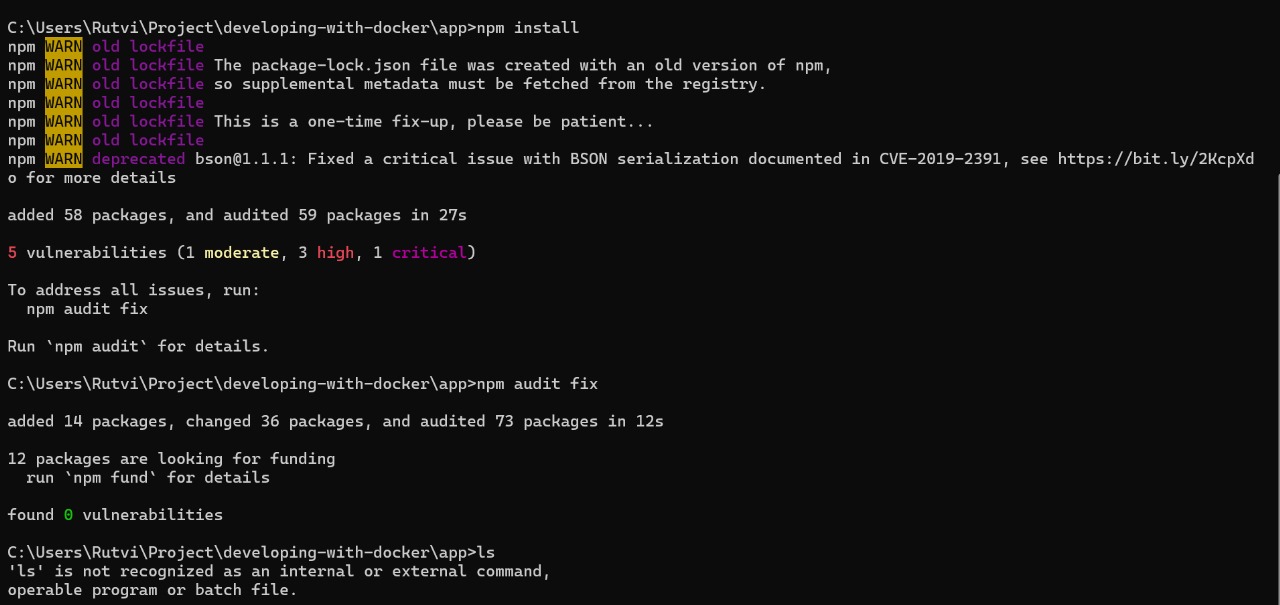 C:\Users\Rutvi\Project\developing-with-docker\app>npm install
npm WARN old lockfile
npm WARN old lockfile The package-lock.json file was created with an old version of npm,
npm WARN old lockfile so supplemental metadata must be fetched from the registry.
npm WARN old lockfile
npm WARN old lockfile This is a one-time fix-up, please be patient...
npm WARN old lockfile
npm WARN deprecated bson@1.1.1: Fixed a critical issue with BSON serialization documented in CVE-2019-2391, see https://bit.ly/2KcpXd
o for more details
added 58 packages, and audited 59 packages in 27s
5 vulnerabilities (1 moderate, 3 high, 1 critical)
To address all issues, run:
  npm audit fix
Run `npm audit` for details.
C:\Users\Rutvi\Project\developing-with-docker\app>npm audit fix
added 14 packages, changed 36 packages, and audited 73 packages in 12s
12 packages are looking for funding
  run `npm fund` for details
found 0 vulnerabilities
C:\Users\Rutvi\Project\developing-with-docker\app>ls
'ls' is not recognized as an internal or external command,
operable program or batch file.